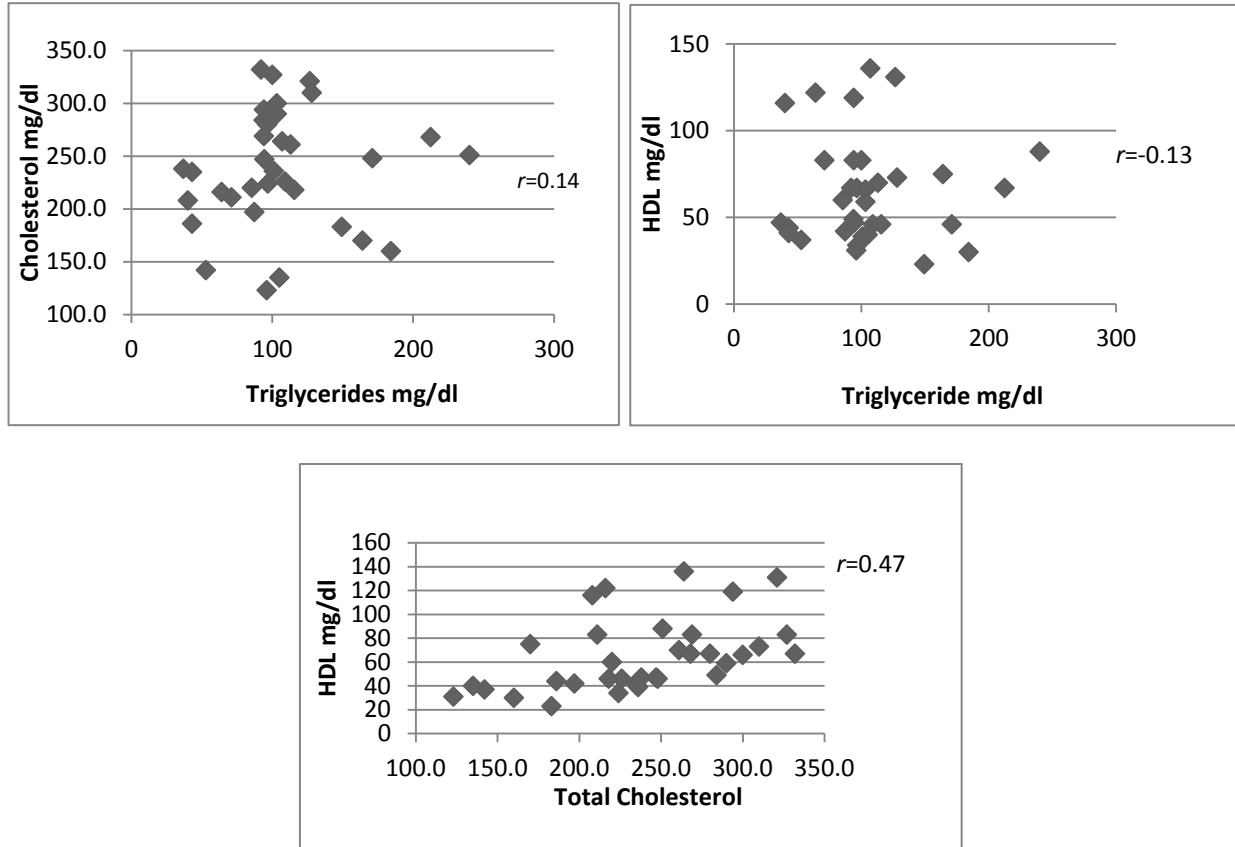 350.0
300.0
250.0
200.0
150.0
100.0
Cholesterol mg/dl
r=0.14
0 100 200 300
Triglycerides mg/dl
150
100
50
0
HDL mg/dl
r=-0.13
0 100 200 300
Triglyceride mg/dl
160
140
120
100
80
60
40
20
0
HDL mg/dl
r=0.47
100.0 150.0 200.0 250.0 300.0 350.0
Total Cholesterol